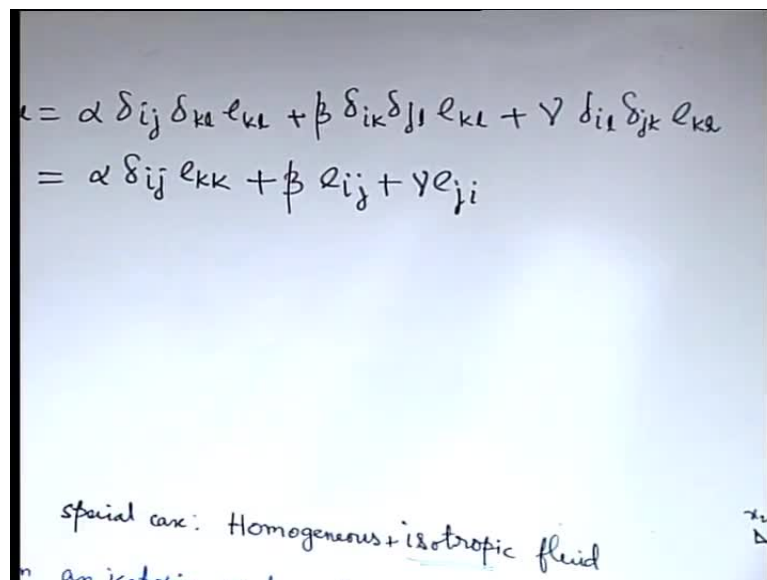 = α δij δkl ekl + β δik δjl ekl + γ δil δjk ekl
= α δij ekk + β eij + γ eji
special case: Homogeneous + isotropic fluid